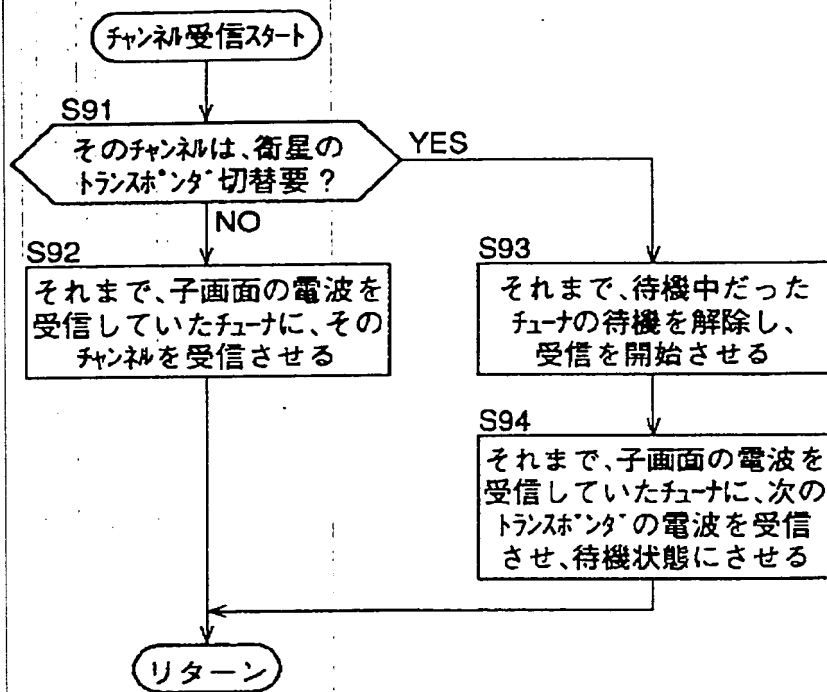 チャンネル受信スタート
S91
そのチャンネルは、衛星の
トランスポンダ切替要？
YES
NO
S92
それまで、子画面の電波を
受信していたチューナに、その
チャンネルを受信させる
S93
それまで、待機中だった
チューナの待機を解除し、
受信を開始させる
S94
それまで、子画面の電波を
受信していたチューナに、次の
トランスポンダの電波を受信
させ、待機状態にさせる
リターン